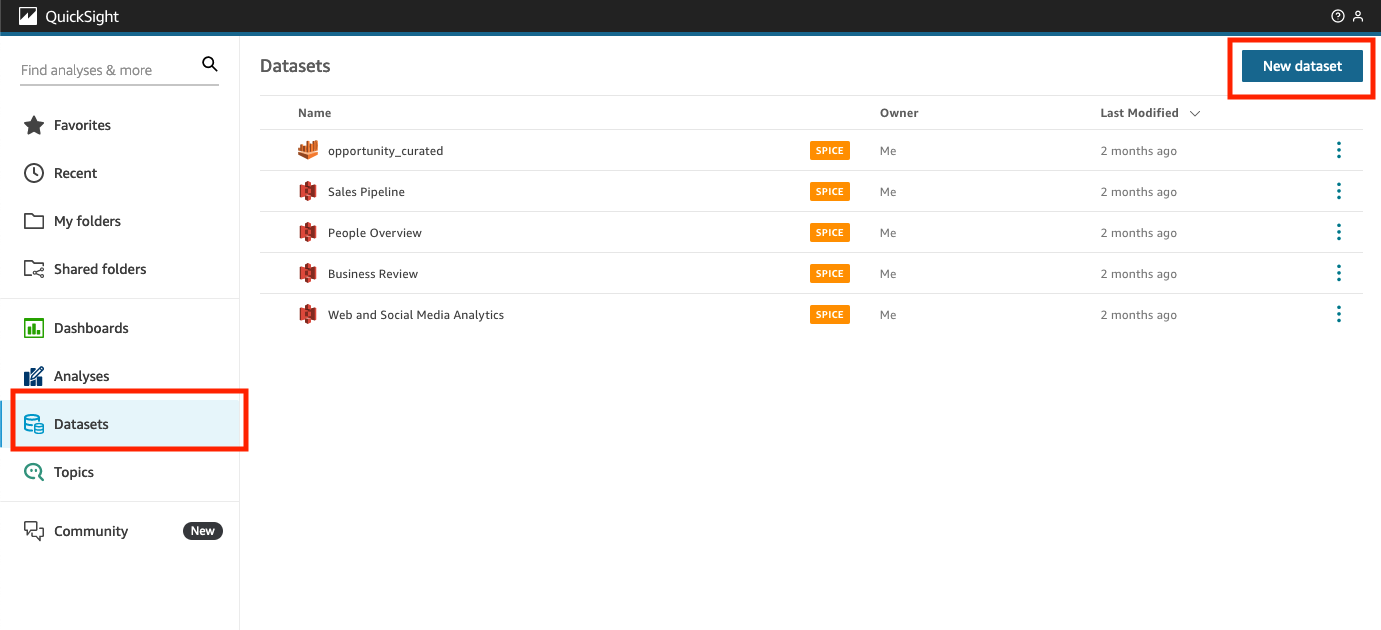 QuickSight
Find analyses & more
Favorites
Recent
My folders
Shared folders
Dashboards
Analyses
Datasets
Topics
Community New
Datasets
New dataset
Name Owner Last Modified
opportunity_curated SPICE Me 2 months ago
Sales Pipeline SPICE Me 2 months ago
People Overview SPICE Me 2 months ago
Business Review SPICE Me 2 months ago
Web and Social Media Analytics SPICE Me 2 months ago